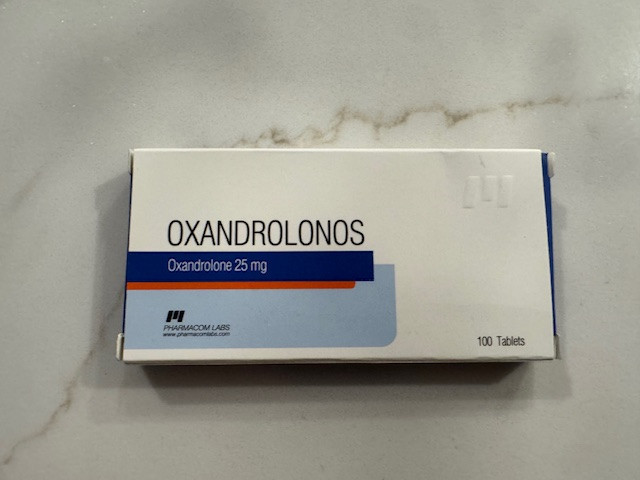 OXANDROLONOS
Oxandrolone 25 mg
PHARMACOM LABS
www.pharmacomlabs.com
100 Tablets